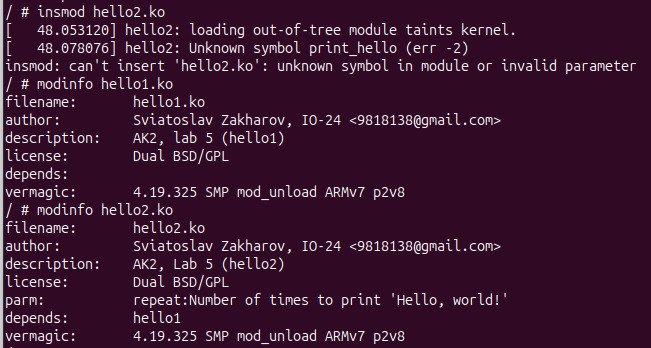 / # insmod hello2.ko
[   48.053120] hello2: loading out-of-tree module taints kernel.
[   48.078076] hello2: Unknown symbol print_hello (err -2)
insmod: can't insert 'hello2.ko': unknown symbol in module or invalid parameter
/ # modinfo hello1.ko
filename:       hello1.ko
author:         Sviatoslav Zakharov, IO-24 <9818138@gmail.com>
description:    AK2, lab 5 (hello1)
license:        Dual BSD/GPL
depends:
vermagic:       4.19.325 SMP mod_unload ARMv7 p2v8
/ # modinfo hello2.ko
filename:       hello2.ko
author:         Sviatoslav Zakharov, IO-24 <9818138@gmail.com>
description:    AK2, Lab 5 (hello2)
license:        Dual BSD/GPL
parm:           repeat:Number of times to print 'Hello, world!'
depends:        hello1
vermagic:       4.19.325 SMP mod_unload ARMv7 p2v8